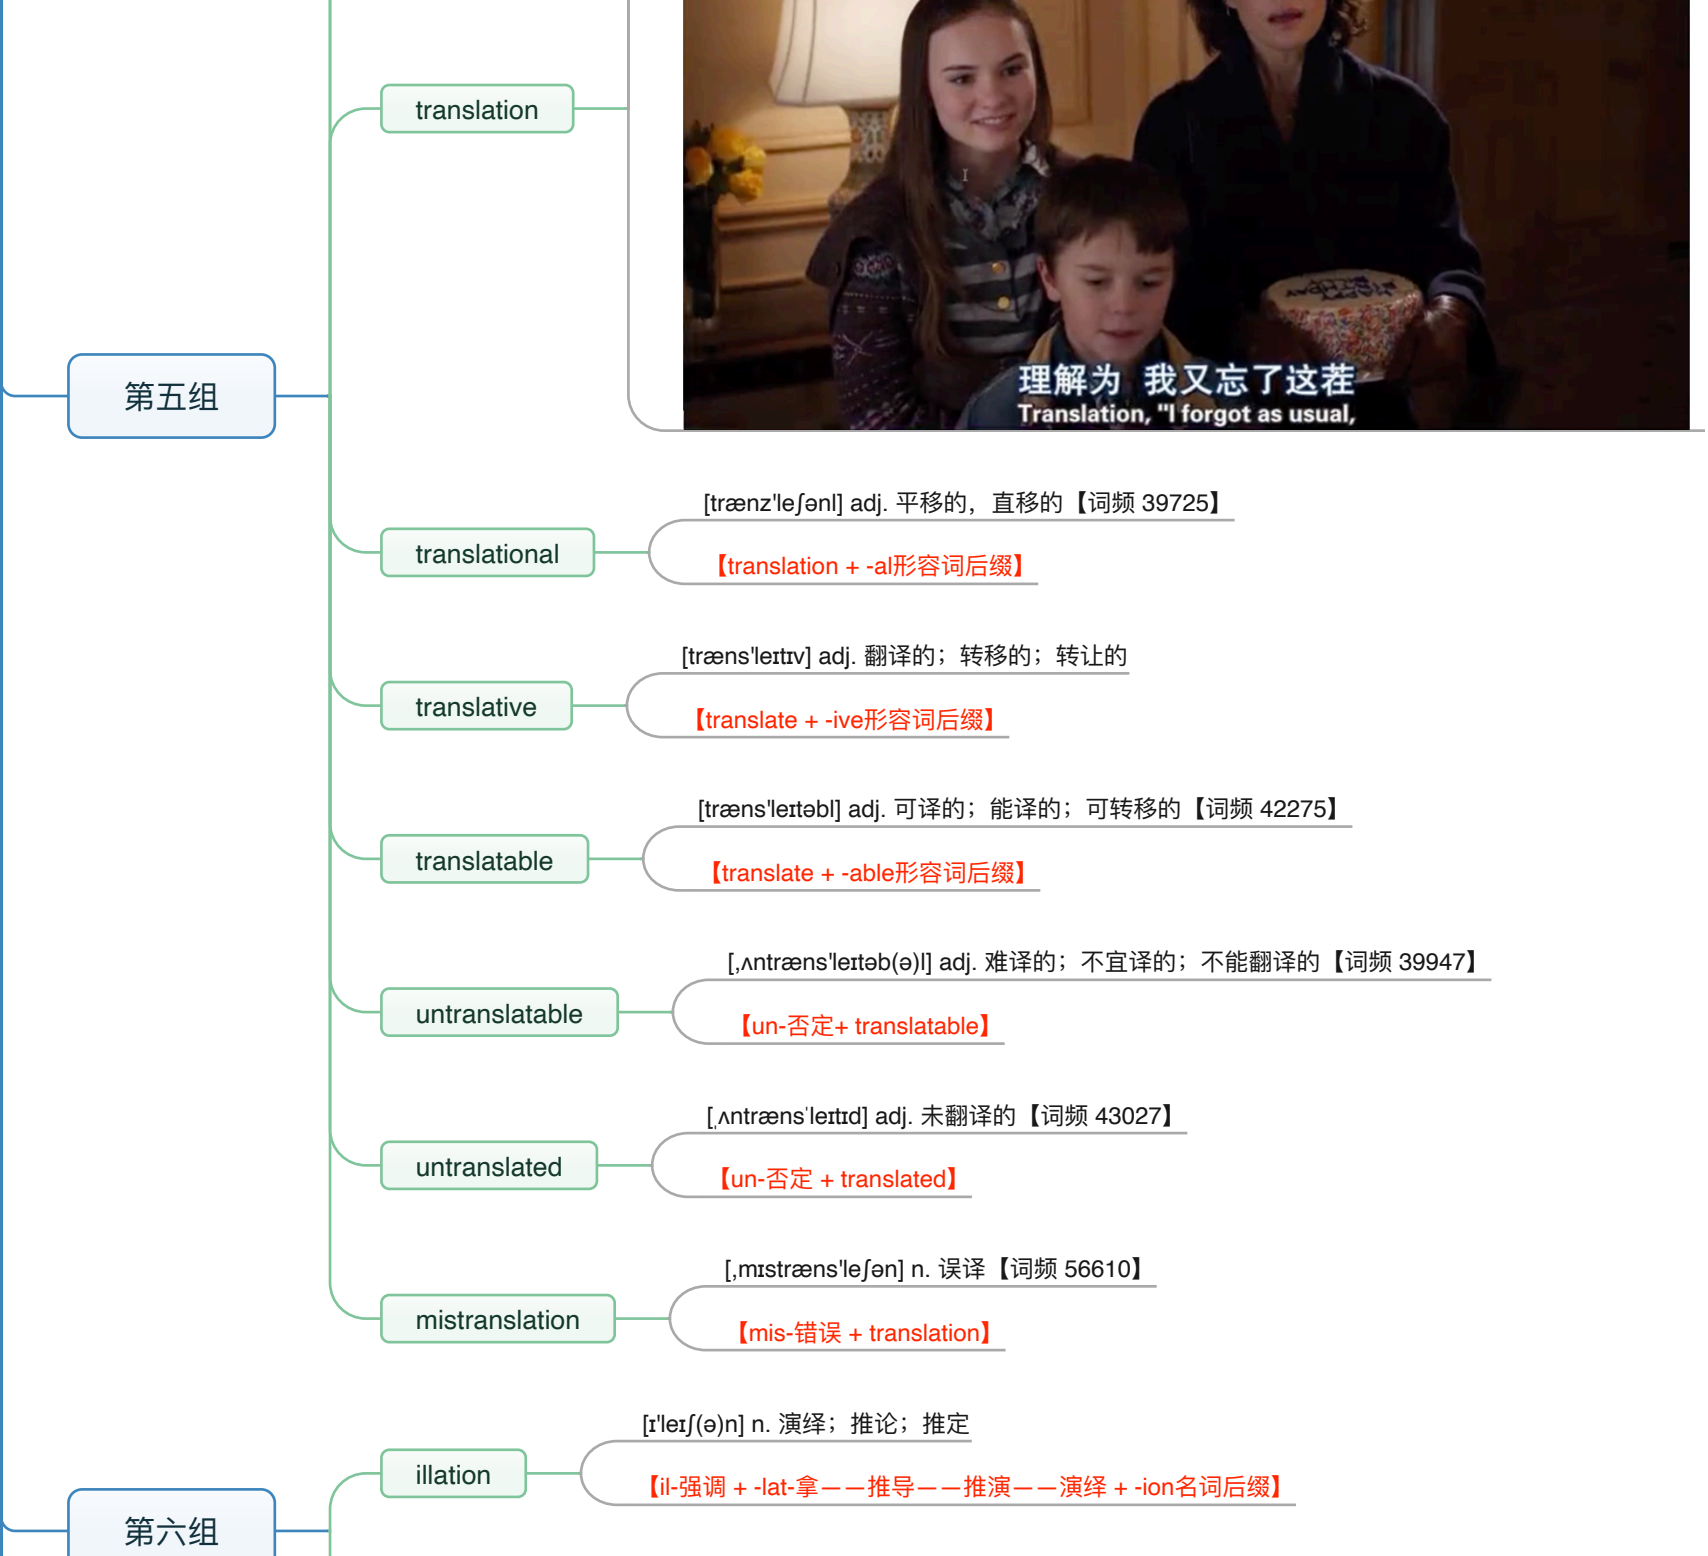 translation
理解为 我又忘了这茬
Translation, "I forgot as usual,
第五组
translational
[trænz'leʃənl] adj. 平移的，直移的【词频 39725】
【translation + -al形容词后缀】
translative
[træns'leɪtɪv] adj. 翻译的；转移的；转让的
【translate + -ive形容词后缀】
translatable
[træns'leɪtəbl] adj. 可译的；能译的；可转移的【词频 42275】
【translate + -able形容词后缀】
untranslatable
[,ʌntræns'leɪtəb(ə)l] adj. 难译的；不宜译的；不能翻译的【词频 39947】
【un-否定+ translatable】
untranslated
[ˌʌntrænsˈleɪtɪd] adj. 未翻译的【词频 43027】
【un-否定 + translated】
mistranslation
[,mɪstræns'leʃən] n. 误译【词频 56610】
【mis-错误 + translation】
illation
[ɪ'leɪʃ(ə)n] n. 演绎；推论；推定
【il-强调 + -lat-拿——推导——推演——演绎 + -ion名词后缀】
第六组